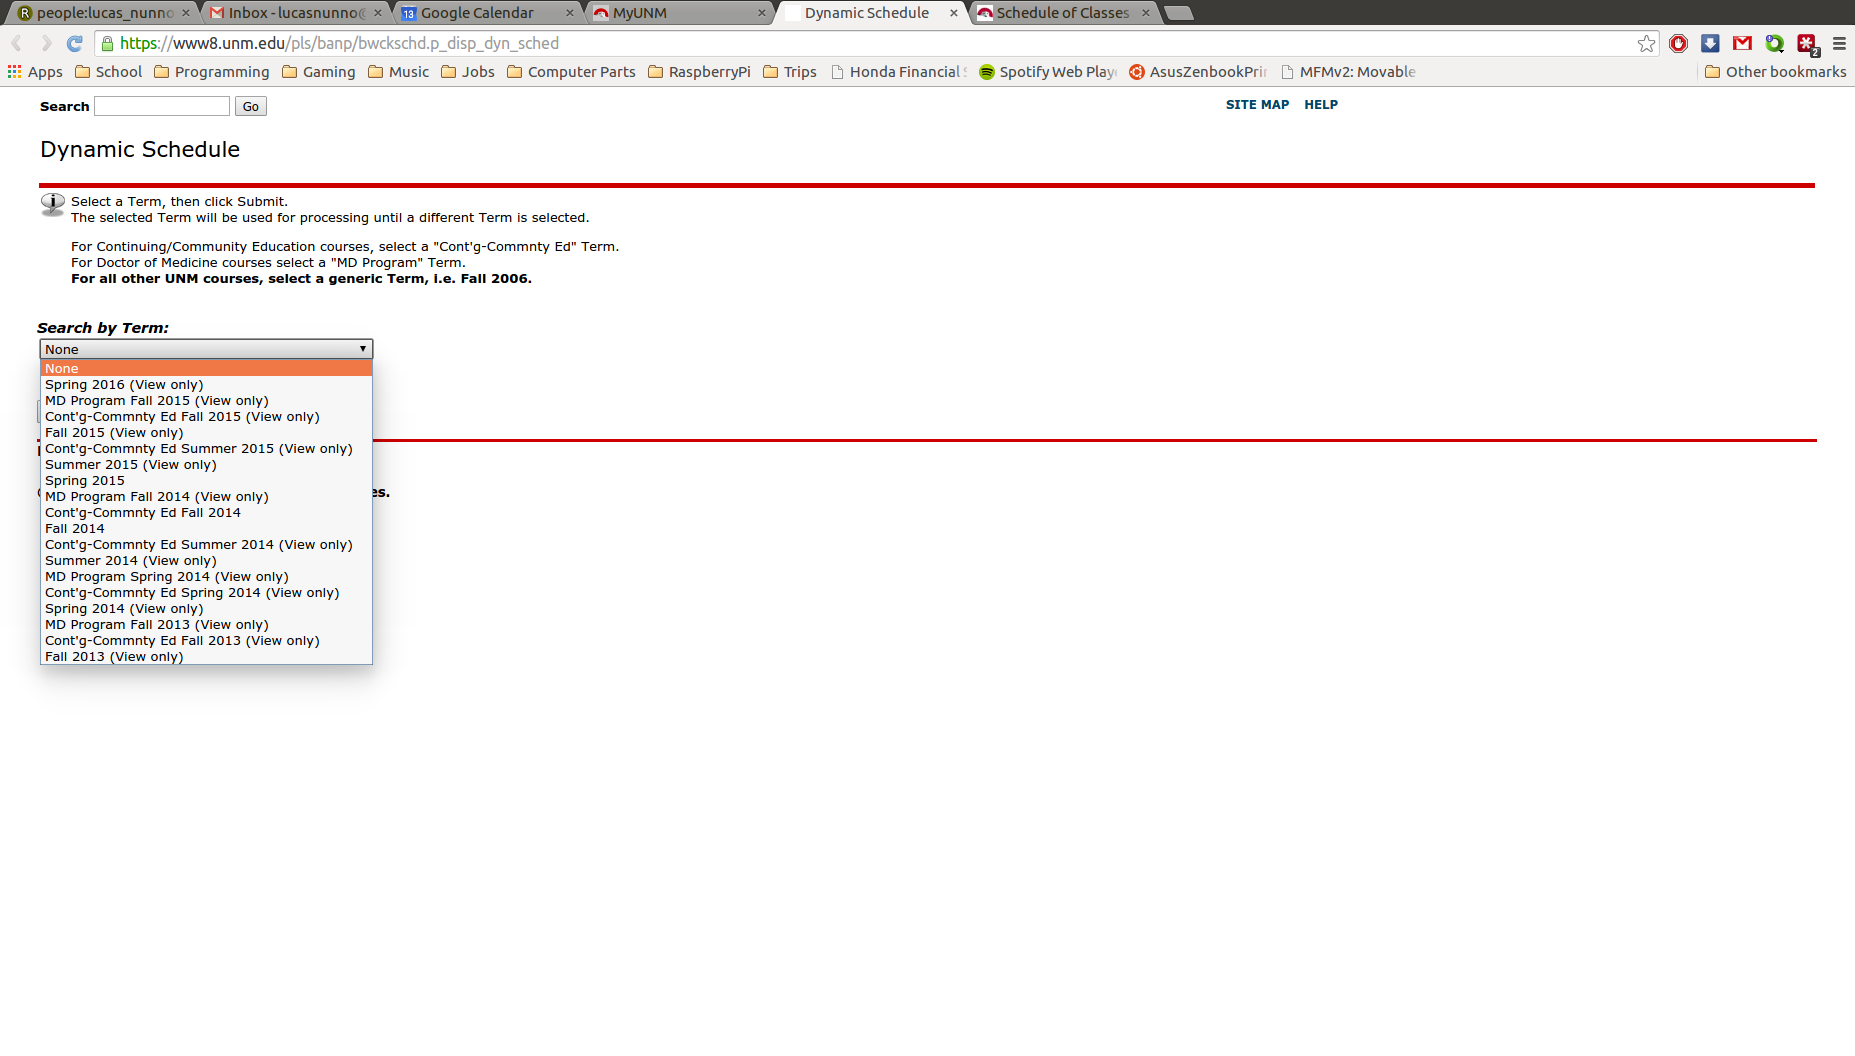 people:lucas_nunno
Inbox - lucasnunno@
Google Calendar
MyUNM
Dynamic Schedule
Schedule of Classes
https://www8.unm.edu/pls/banp/bwckschd.p_disp_dyn_sched
2
Apps
School
Programming
Gaming
Music
Jobs
Computer Parts
RaspberryPi
Trips
Honda Financial
Spotify Web Play
AsusZenbookPri
MFMv2: Movable
Other bookmarks
Search Go
SITE MAP HELP
Dynamic Schedule
Select a Term, then click Submit.
The selected Term will be used for processing until a different Term is selected.
For Continuing/Community Education courses, select a "Cont'g-Commnty Ed" Term.
For Doctor of Medicine courses select a "MD Program" Term.
For all other UNM courses, select a generic Term, i.e. Fall 2006.
Search by Term:
None
None
Spring 2016 (View only)
MD Program Fall 2015 (View only)
Cont'g-Commnty Ed Fall 2015 (View only)
Fall 2015 (View only)
Cont'g-Commnty Ed Summer 2015 (View only)
Summer 2015 (View only)
Spring 2015
MD Program Fall 2014 (View only)
Cont'g-Commnty Ed Fall 2014
Fall 2014
Cont'g-Commnty Ed Summer 2014 (View only)
Summer 2014 (View only)
MD Program Spring 2014 (View only)
Cont'g-Commnty Ed Spring 2014 (View only)
Spring 2014 (View only)
MD Program Fall 2013 (View only)
Cont'g-Commnty Ed Fall 2013 (View only)
Fall 2013 (View only)